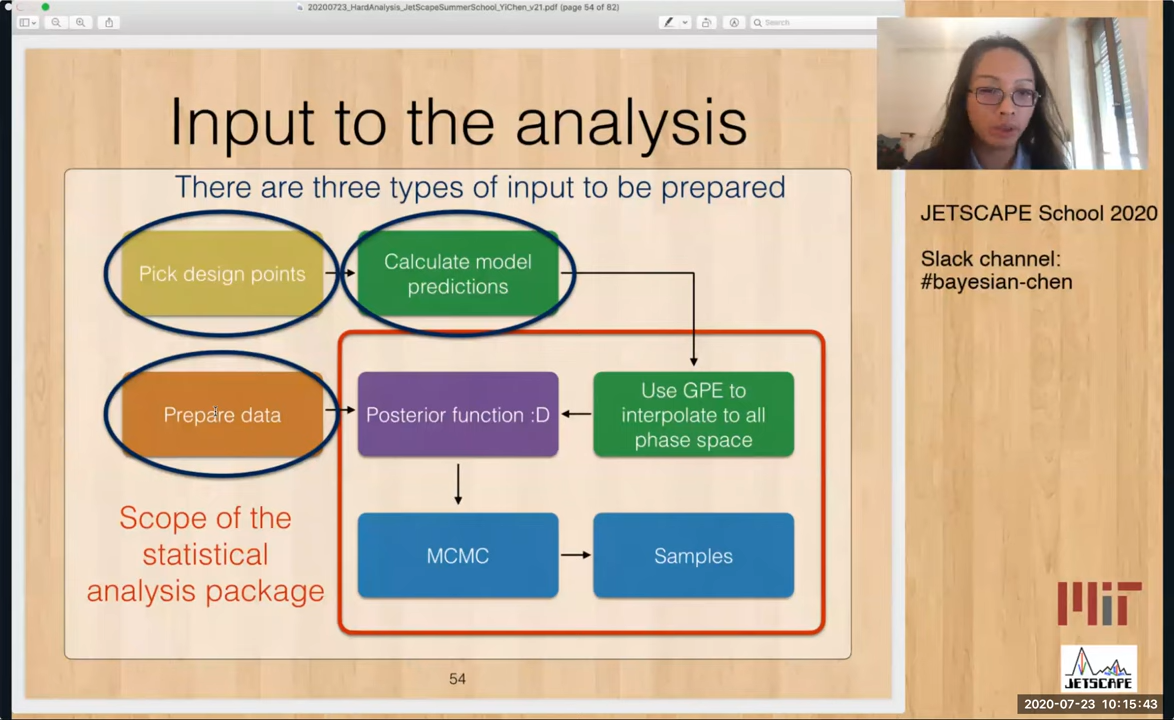 20200723_HardAnalysis_JetScapeSummerSchool_YiChen_v21.pdf (page 54 of 82)
Search
Input to the analysis
There are three types of input to be prepared
Pick design points
Calculate model
predictions
Prepare data
Posterior function :D
Use GPE to
interpolate to all
phase space
Scope of the
statistical
analysis package
MCMC
Samples
54
JETSCAPE School 2020
Slack channel:
#bayesian-chen
MIT
JETSCAPE
2020-07-23 10:15:43